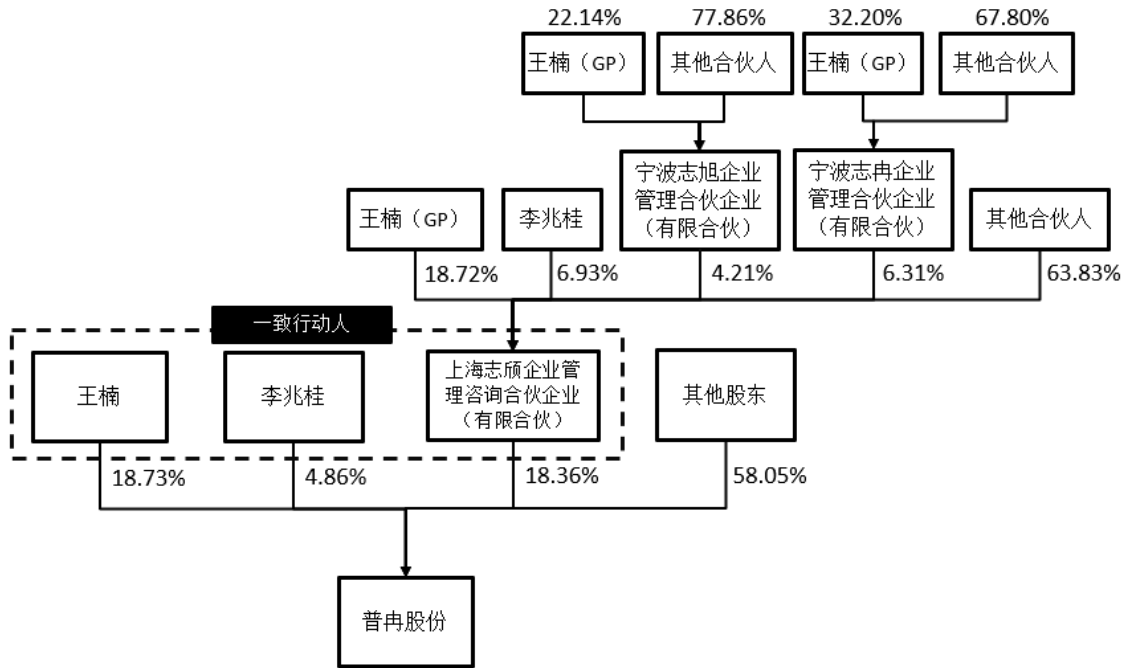 22.14%
77.86%
32.20%
67.80%
王楠（GP）
其他合伙人
王楠（GP）
其他合伙人
宁波志旭企业
管理合伙企业
（有限合伙）
宁波志冉企业
管理合伙企业
（有限合伙）
王楠（GP）
李兆桂
其他合伙人
18.72%
6.93%
4.21%
6.31%
63.83%
一致行动人
王楠
李兆桂
上海志颀企业管
理咨询合伙企业
（有限合伙）
其他股东
18.73%
4.86%
18.36%
58.05%
普冉股份